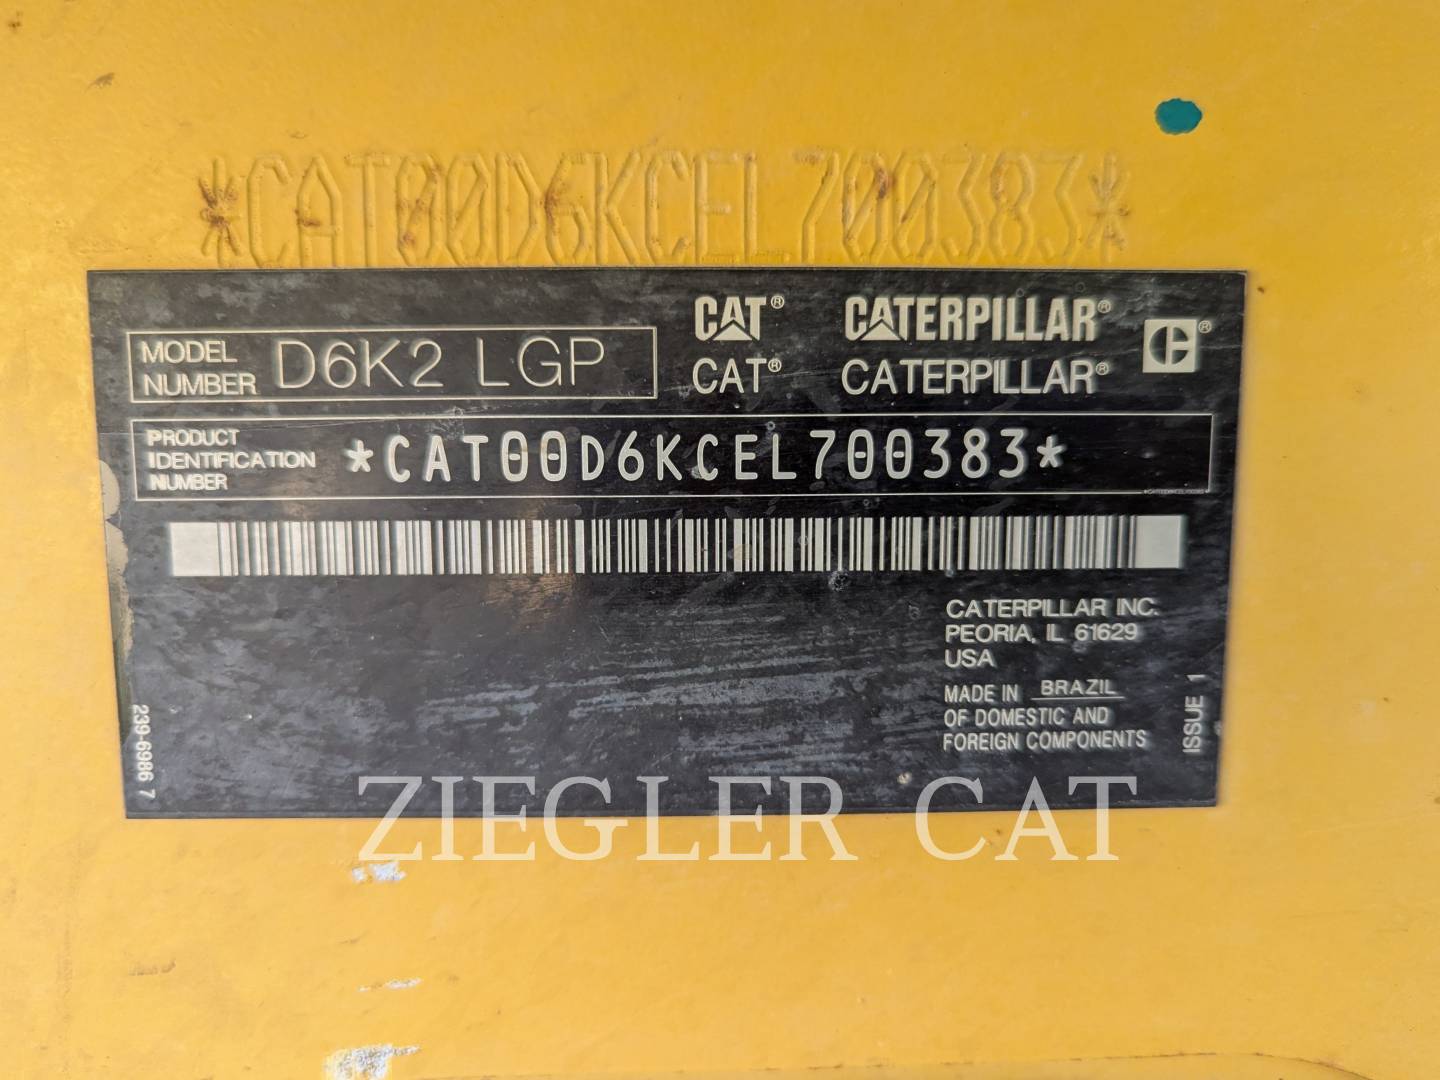 *CAT00D6KCEL700383*
MODEL NUMBER D6K2 LGP
CAT® CATERPILLAR®
CAT® CATERPILLAR® C®
PRODUCT IDENTIFICATION NUMBER *CAT00D6KCEL700383*
*CAT00D6KCEL700383*
CATERPILLAR INC.
PEORIA, IL 61629
USA
MADE IN BRAZIL
OF DOMESTIC AND
FOREIGN COMPONENTS
ISSUE 1
239-6986 7
ZIEGLER CAT